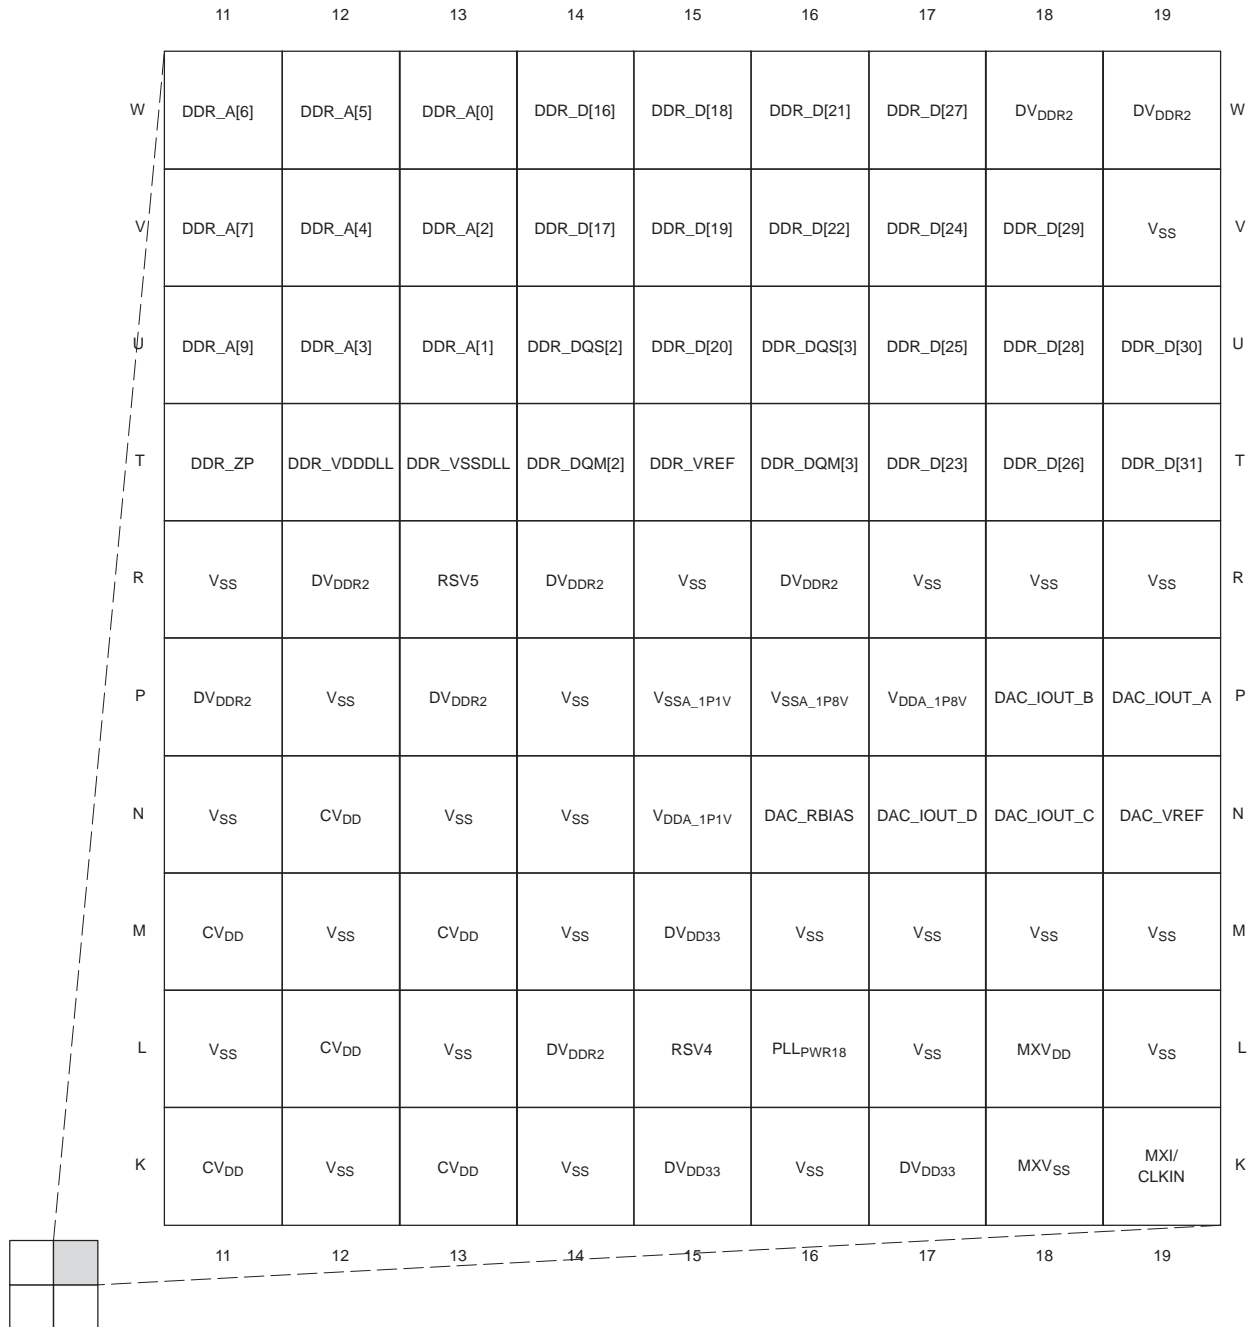 11 12 13 14 15 16 17 18 19
W DDR_A[6] DDR_A[5] DDR_A[0] DDR_D[16] DDR_D[18] DDR_D[21] DDR_D[27] DVDDR2 DVDDR2 W
V DDR_A[7] DDR_A[4] DDR_A[2] DDR_D[17] DDR_D[19] DDR_D[22] DDR_D[24] DDR_D[29] VSS V
U DDR_A[9] DDR_A[3] DDR_A[1] DDR_DQS[2] DDR_D[20] DDR_DQS[3] DDR_D[25] DDR_D[28] DDR_D[30] U
T DDR_ZP DDR_VDDDLL DDR_VSSDLL DDR_DQM[2] DDR_VREF DDR_DQM[3] DDR_D[23] DDR_D[26] DDR_D[31] T
R VSS DVDDR2 RSV5 DVDDR2 VSS DVDDR2 VSS VSS VSS R
P DVDDR2 VSS DVDDR2 VSS VSSA_1P1V VSSA_1P8V VDDA_1P8V DAC_IOUT_B DAC_IOUT_A P
N VSS CVDD VSS VSS VDDA_1P1V DAC_RBIAS DAC_IOUT_D DAC_IOUT_C DAC_VREF N
M CVDD VSS CVDD VSS DVDD33 VSS VSS VSS VSS M
L VSS CVDD VSS DVDDR2 RSV4 PLLPWR18 VSS MXVDD VSS L
K CVDD VSS CVDD VSS DVDD33 VSS DVDD33 MXVSS MXI/ K
CLKIN
11 12 13 14 15 16 17 18 19